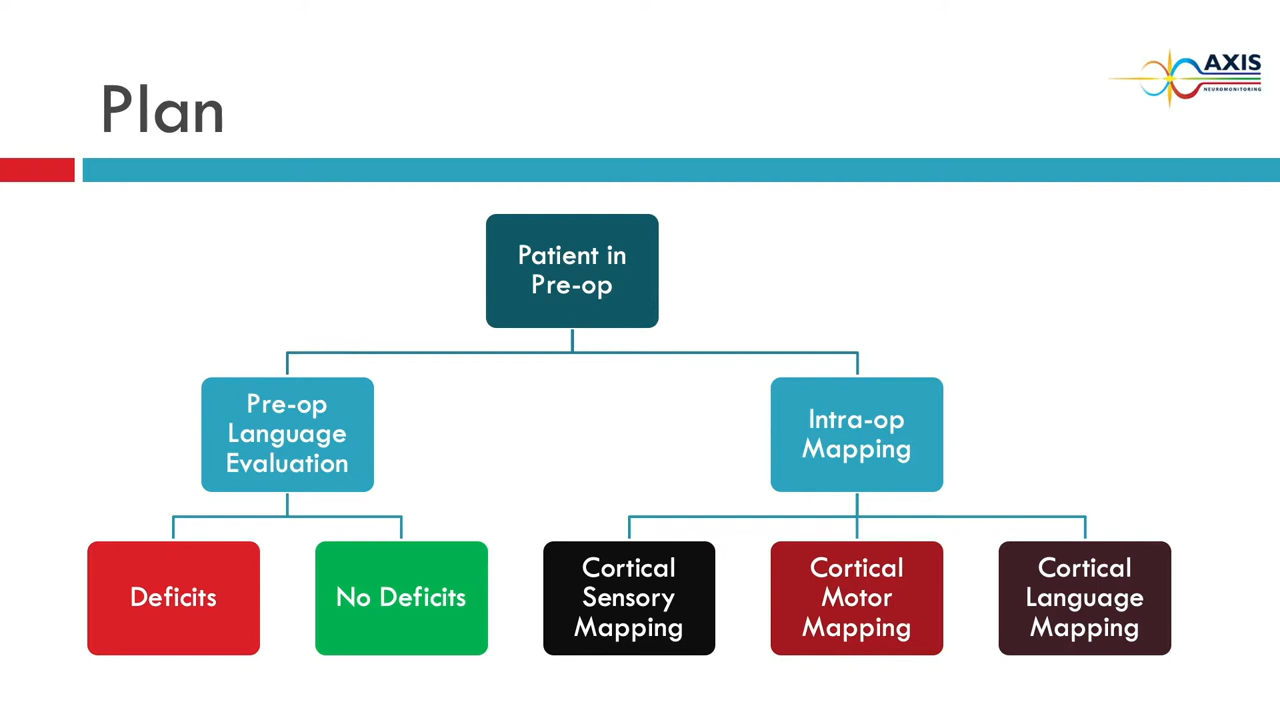 Plan
AXIS
NEUROMONITORING
Patient in
Pre-op
Pre-op
Language
Evaluation
Intra-op
Mapping
Deficits
No Deficits
Cortical
Sensory
Mapping
Cortical
Motor
Mapping
Cortical
Language
Mapping